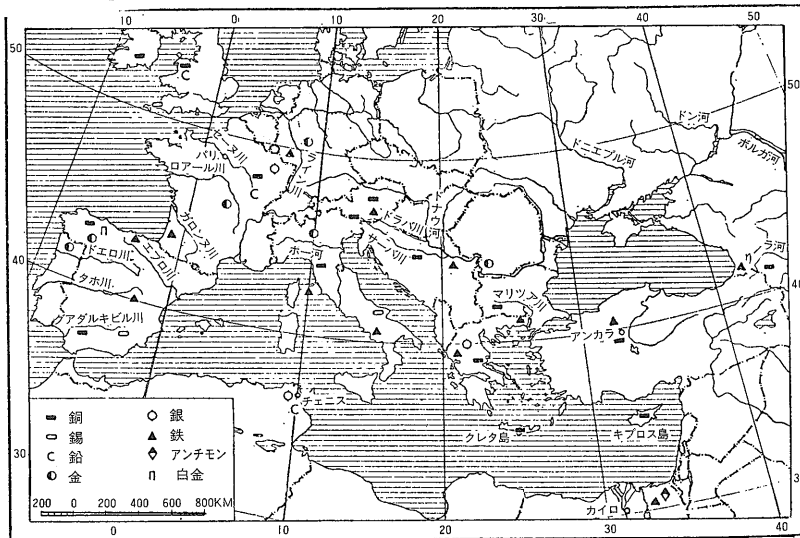 10 0 10 20 30 40 50
50
50
ドン河
ボルガ河
ドニエプル河
セーヌ川
パリ
ロアール川
ライン川
C
C
ドナウ河
ドラバ川
サーバ川
ガロンヌ川
エブロ川
ドエロ川
ポー河
40
タホ川
グアダルキビル川
マリツァ川
アンカラ
40
チュニス
C
クレタ島
キプロス島
30
30
カイロ
銅 銀
錫 鉄
C 鉛 アンチモン
金 白金
200 0 200 400 600 800KM
0 10 20 30 40